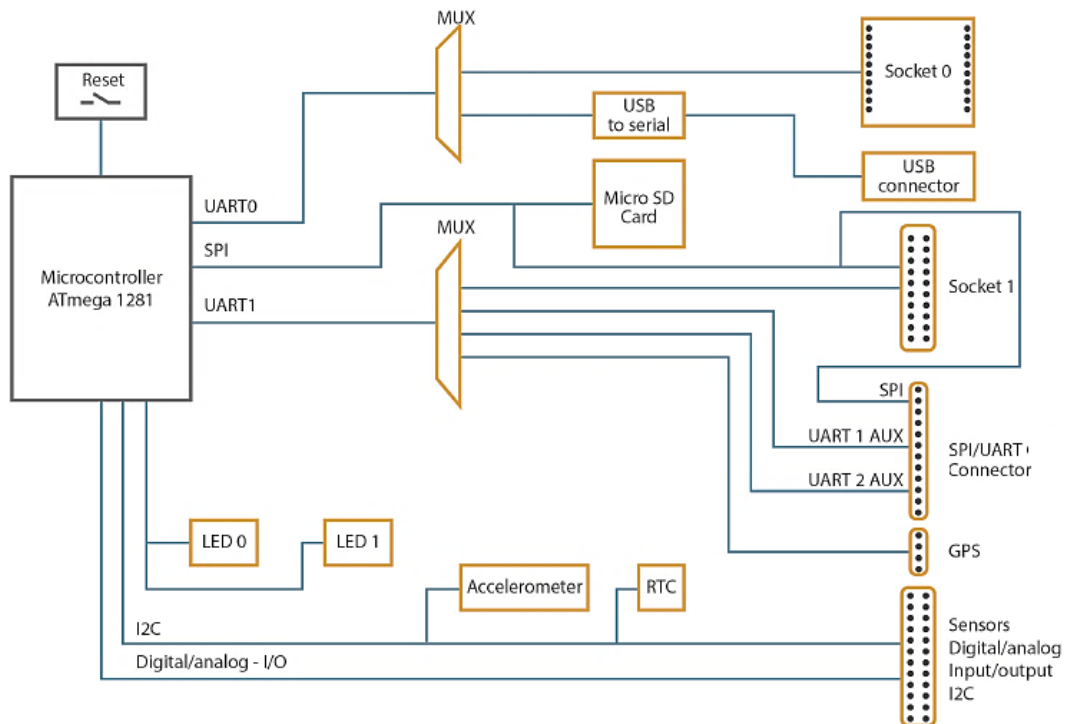 MUX
Reset
Socket 0
USB
to serial
USB
connector
Micro SD
Card
UART0
SPI
MUX
Microcontroller
ATmega 1281
UART1
Socket 1
SPI
UART 1 AUX
SPI/UART
Connector
UART 2 AUX
LED 0
LED 1
GPS
Accelerometer
RTC
I2C
Sensors
Digital/analog
Input/output
I2C
Digital/analog - I/O